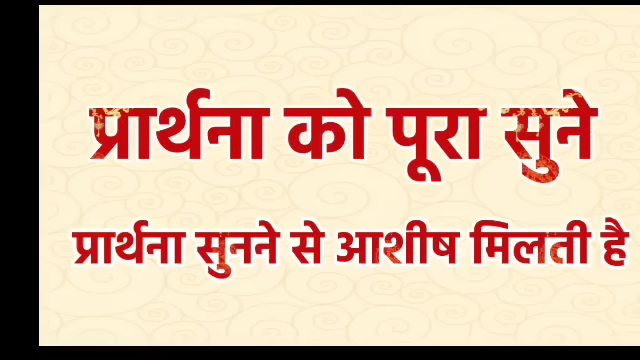 प्रार्थना को पूरा सुने
प्रार्थना सुनने से आशीष मिलती है